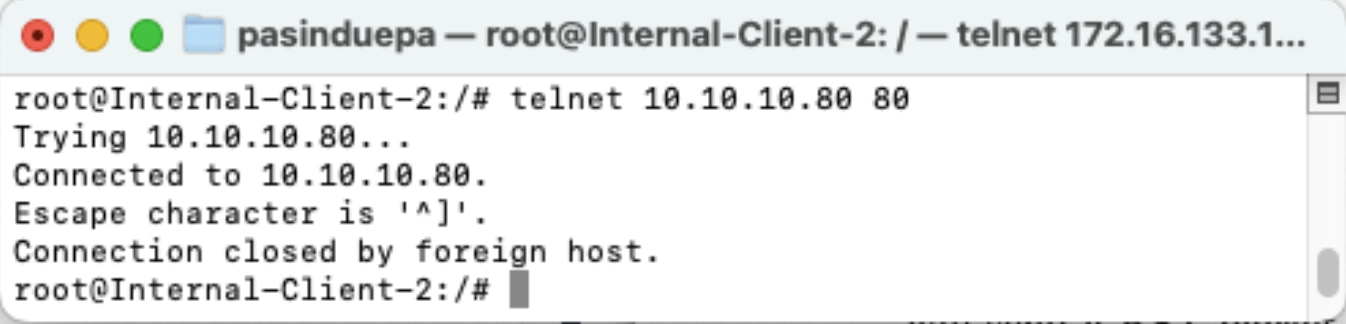 pasinduepa — root@Internal-Client-2: / — telnet 172.16.133.1...
root@Internal-Client-2:/# telnet 10.10.10.80 80
Trying 10.10.10.80...
Connected to 10.10.10.80.
Escape character is '^]'.
Connection closed by foreign host.
root@Internal-Client-2:/#